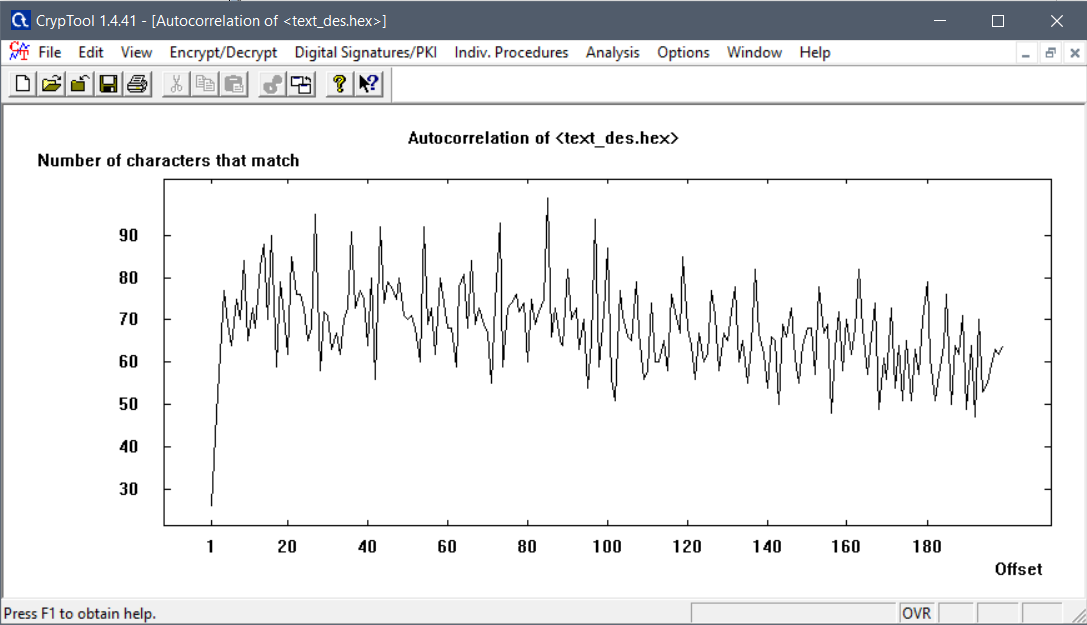 CrypTool 1.4.41 - [Autocorrelation of <text_des.hex>]
File Edit View Encrypt/Decrypt Digital Signatures/PKI Indiv. Procedures Analysis Options Window Help
Autocorrelation of <text_des.hex>
Number of characters that match
90
80
70
60
50
40
30
1 20 40 60 80 100 120 140 160 180
Offset
Press F1 to obtain help. OVR